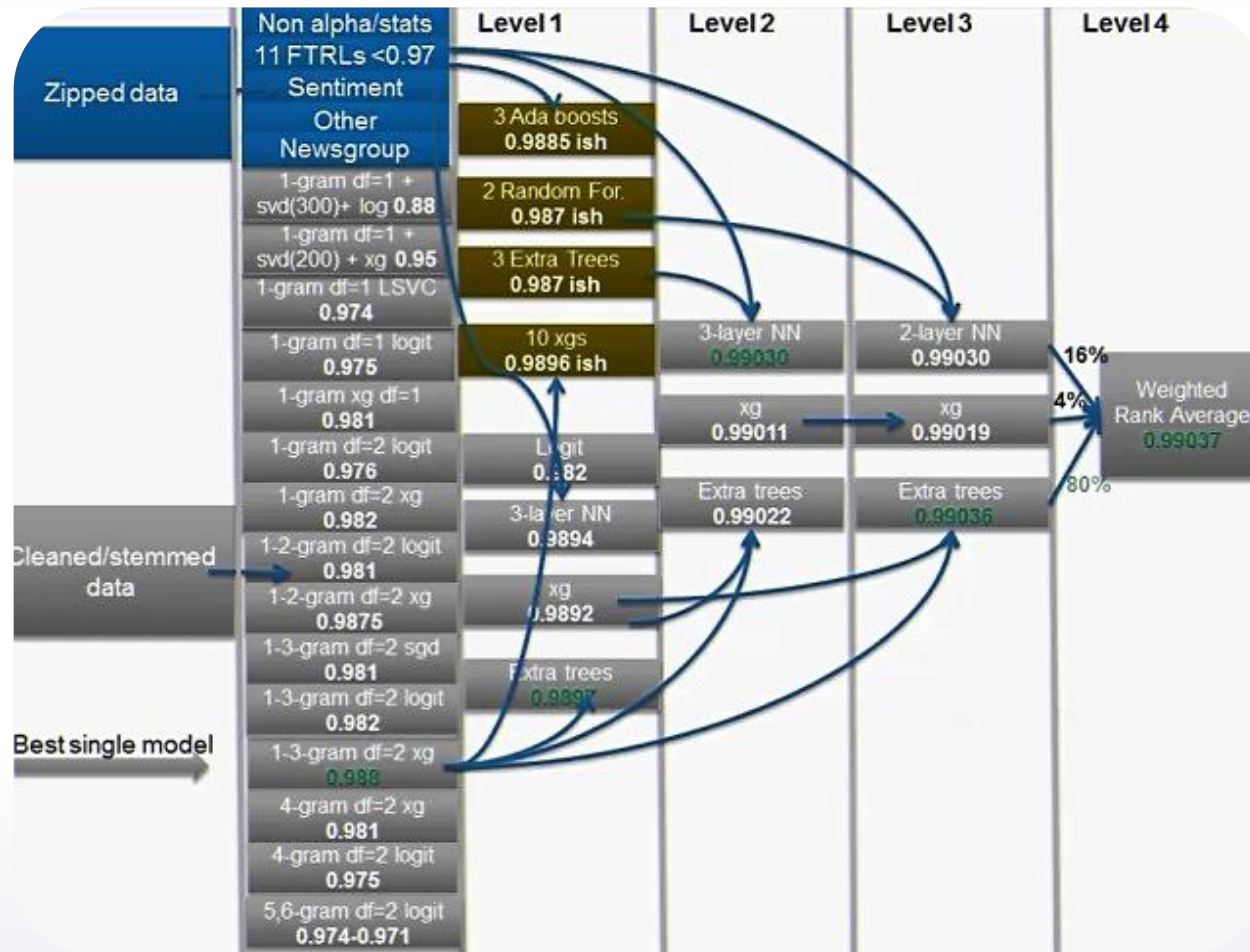 Zipped data
Cleaned/stemmed
data
Best single model
Non alpha/stats
11 FTRLs <0.97
Sentiment
Other
Newsgroup
1-gram df=1 +
svd(300)+ log 0.88
1-gram df=1 +
svd(200) + xg 0.95
1-gram df=1 LSVC
0.974
1-gram df=1 logit
0.975
1-gram xg df=1
0.981
1-gram df=2 logit
0.976
1-gram df=2 xg
0.982
1-2-gram df=2 logit
0.981
1-2-gram df=2 xg
0.9875
1-3-gram df=2 sgd
0.981
1-3-gram df=2 logit
0.982
1-3-gram df=2 xg
0.988
4-gram df=2 xg
0.981
4-gram df=2 logit
0.975
5,6-gram df=2 logit
0.974-0.971
Level 1
3 Ada boosts
0.9885 ish
2 Random For.
0.987 ish
3 Extra Trees
0.987 ish
10 xgs
0.9896 ish
Logit
0.982
3-layer NN
0.9894
xg
0.9892
Extra trees
0.9897
Level 2
3-layer NN
0.99030
xg
0.99011
Extra trees
0.99022
Level 3
2-layer NN
0.99030
xg
0.99019
Extra trees
0.99036
Level 4
16%
4%
80%
Weighted
Rank Average
0.99037